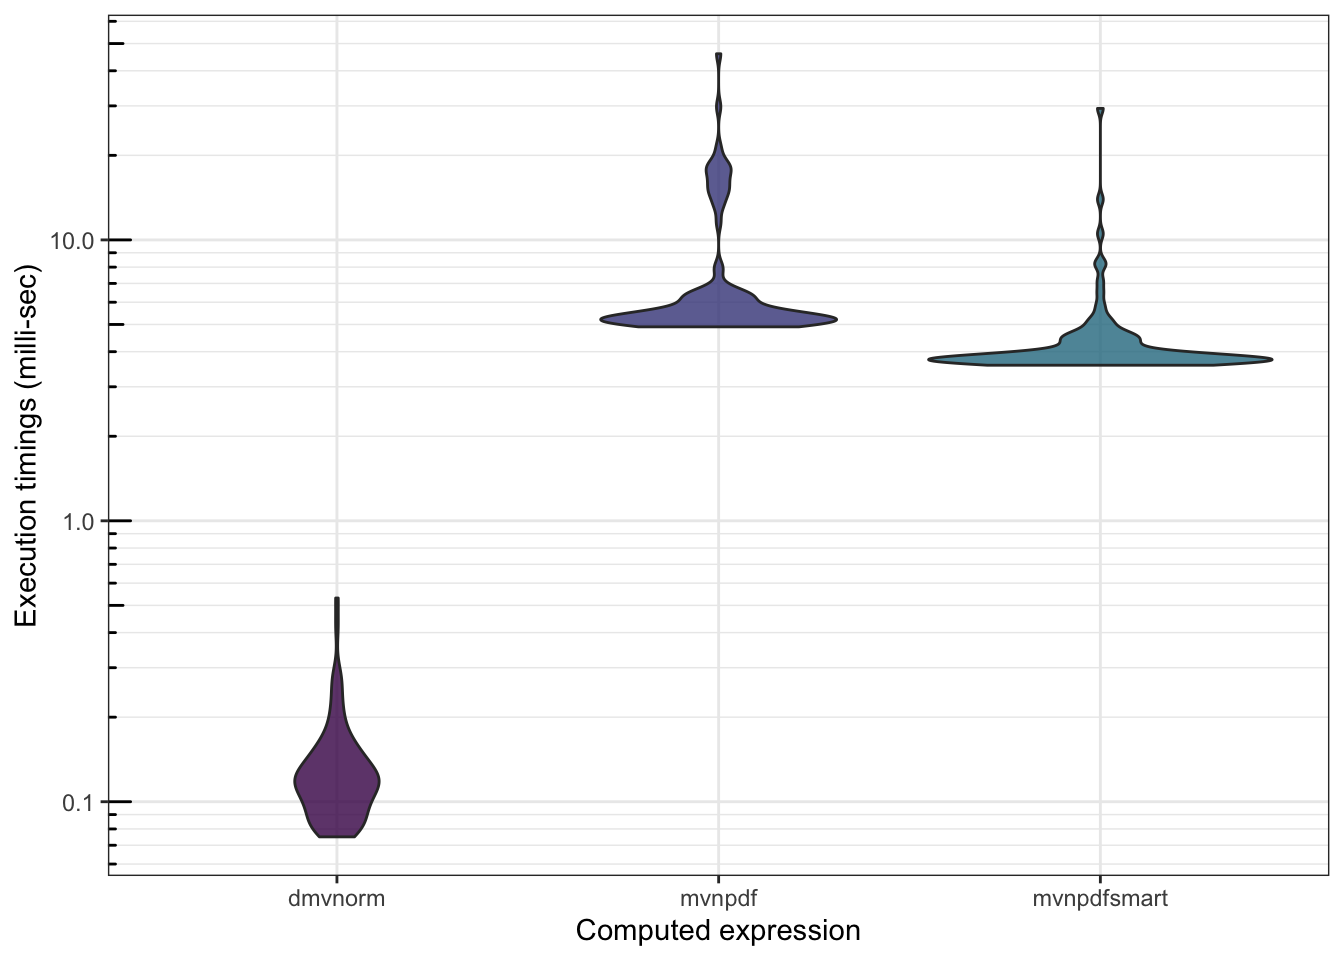 Execution timings (milli-sec)
10.0
1.0
0.1
dmvnorm
mvnpdf
mvnpdfsmart
Computed expression